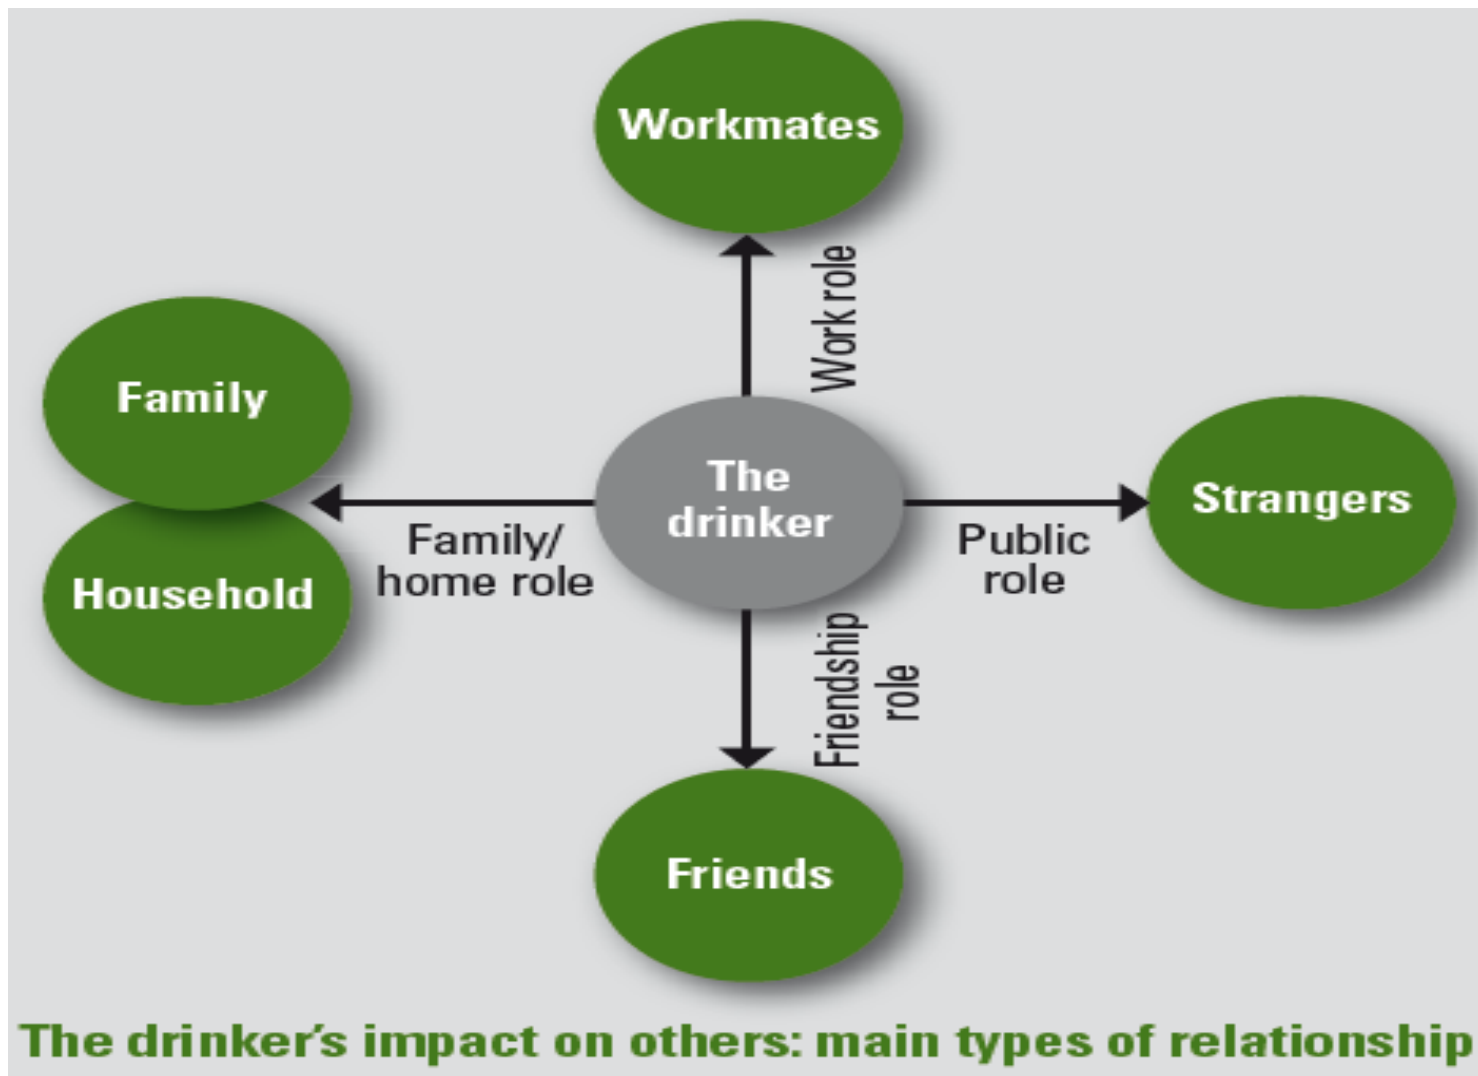 Workmates
Work role
Family
The
drinker
Strangers
Family/
home role
Public
role
Household
Friendship
role
Friends
The drinker's impact on others: main types of relationship